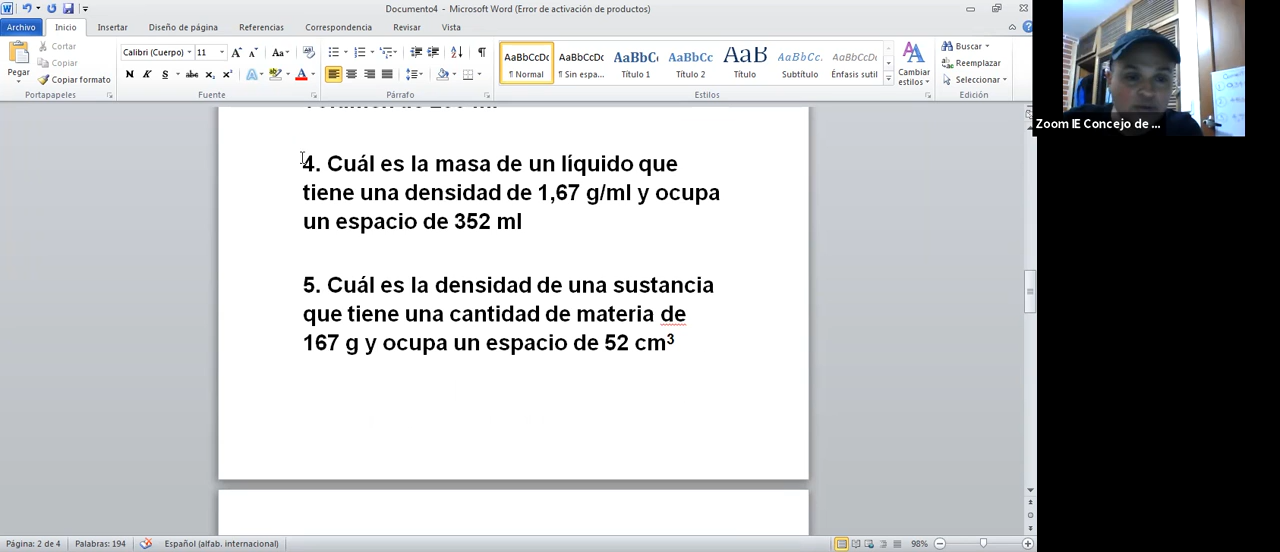 Documento4 - Microsoft Word (Error de activación de productos)
Archivo Inicio Insertar Diseño de página Referencias Correspondencia Revisar Vista
Pegar
Cortar
Copiar
Copiar formato
Portapapeles
Calibri (Cuerpo) 11
Fuente
Párrafo
AaBbCcDc AaBbCcDc AaBbC AaBbCc AaB AaBbCc. AaBbCcDc
¶ Normal ¶ Sin espa... Título 1 Título 2 Título Subtítulo Énfasis sutil
Cambiar estilos
Estilos
Buscar
Reemplazar
Seleccionar
Edición
Zoom IE Concejo de ...
4. Cuál es la masa de un líquido que
tiene una densidad de 1,67 g/ml y ocupa
un espacio de 352 ml
5. Cuál es la densidad de una sustancia
que tiene una cantidad de materia de
167 g y ocupa un espacio de 52 cm³
Página: 2 de 4 Palabras: 194 Español (alfab. internacional) 98%